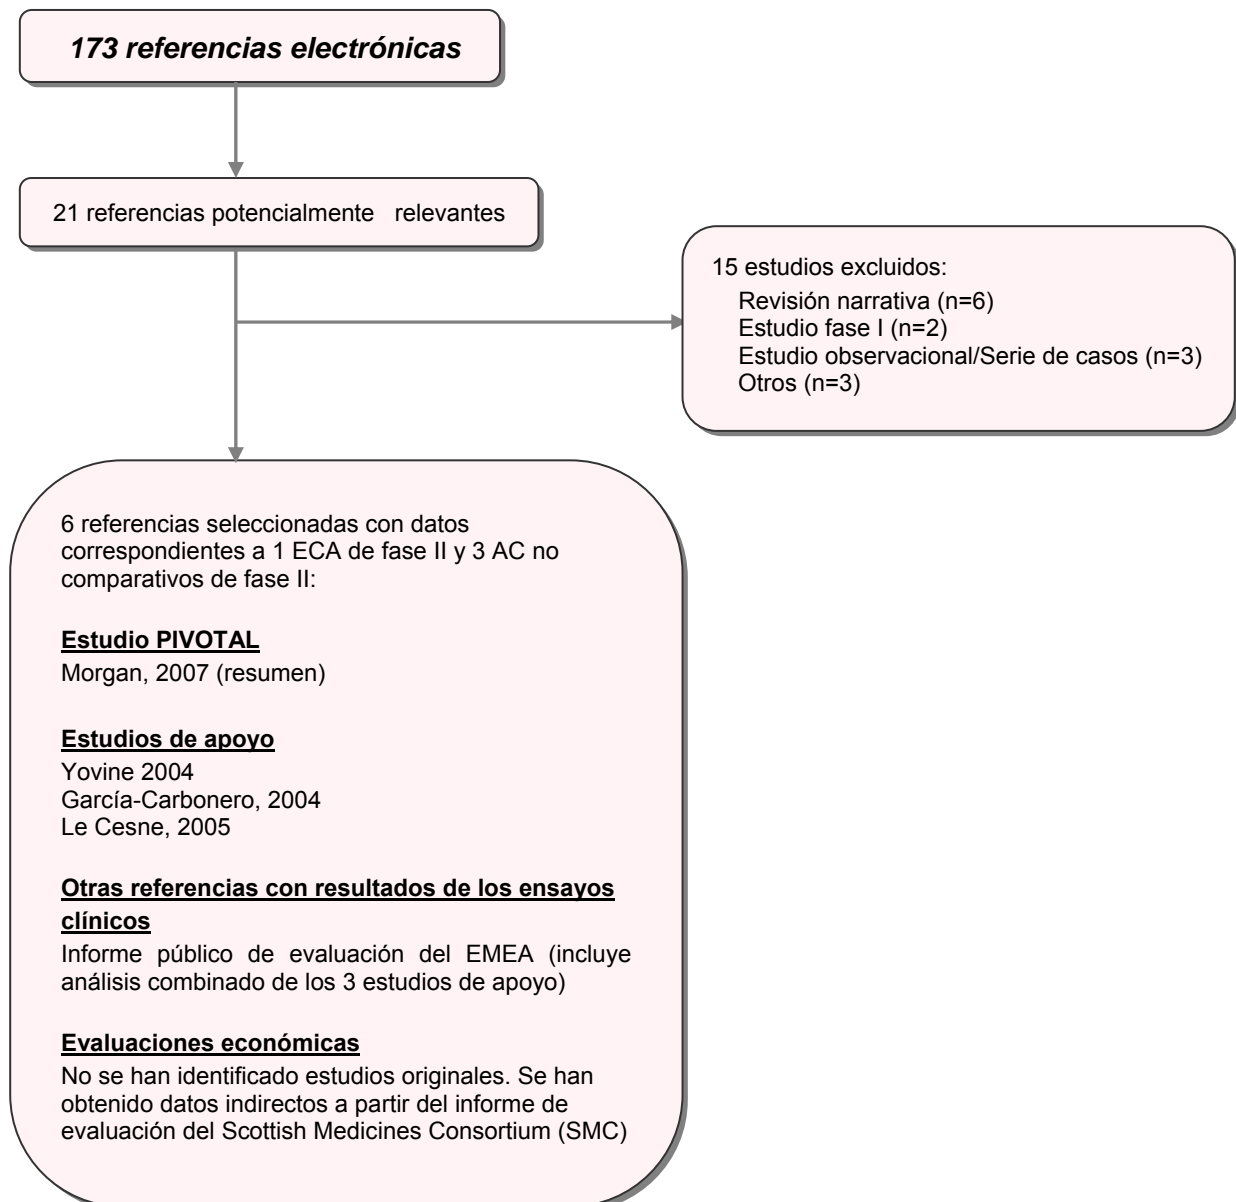 173 referencias electrónicas
21 referencias potencialmente relevantes
15 estudios excluidos:
Revisión narrativa (n=6)
Estudio fase I (n=2)
Estudio observacional/Serie de casos (n=3)
Otros (n=3)
6 referencias seleccionadas con datos
correspondientes a 1 ECA de fase II y 3 AC no
comparativos de fase II:
Estudio PIVOTAL
Morgan, 2007 (resumen)
Estudios de apoyo
Yovine 2004
García-Carbonero, 2004
Le Cesne, 2005
Otras referencias con resultados de los ensayos
clínicos
Informe público de evaluación del EMEA (incluye
análisis combinado de los 3 estudios de apoyo)
Evaluaciones económicas
No se han identificado estudios originales. Se han
obtenido datos indirectos a partir del informe de
evaluación del Scottish Medicines Consortium (SMC)